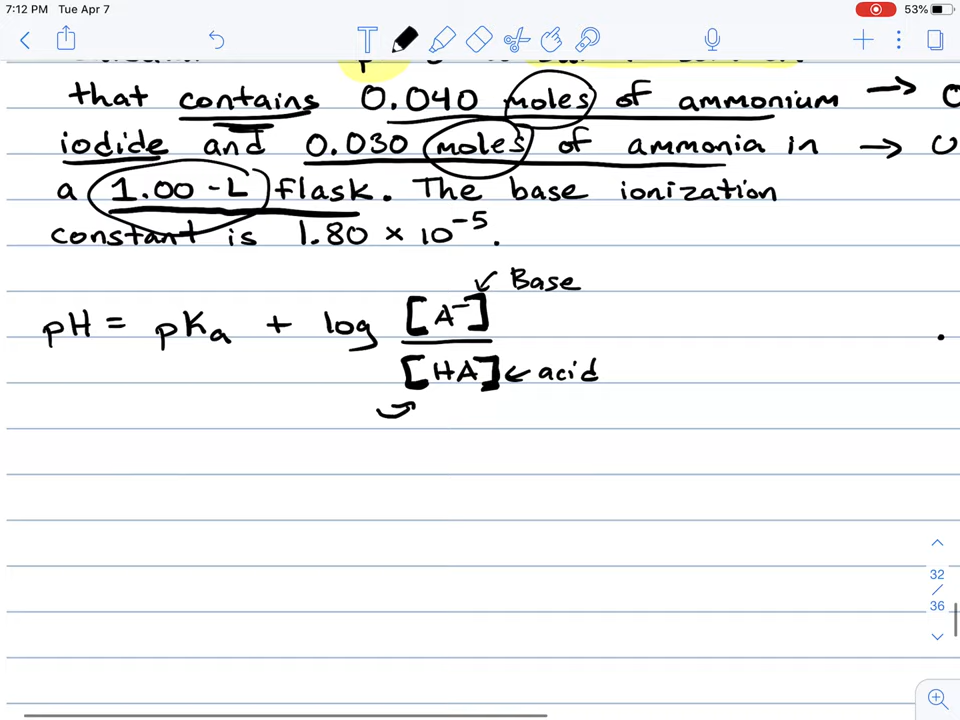 7:12 PM Tue Apr 7
53%
that contains 0.040 moles of ammonium →
iodide and 0.030 moles of ammonia in →
a 1.00-L flask. The base ionization
constant is 1.80 × 10⁻⁵.
Base
pH = pKa + log [A⁻]
[HA] ← acid
32
/
36